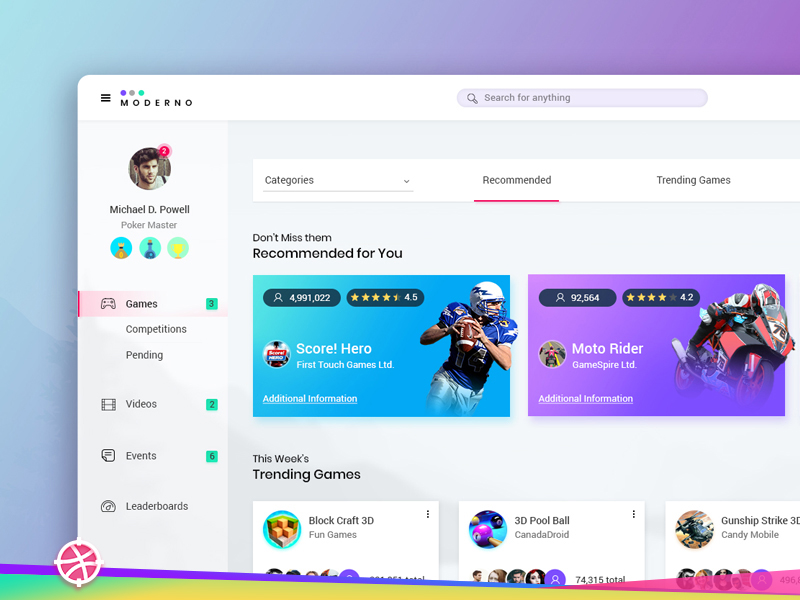 MODERNO
Search for anything
2
Michael D. Powell
Poker Master
Games 3
Competitions
Pending
Videos 2
Events 6
Leaderboards
Categories
Recommended
Trending Games
Don't Miss them
Recommended for You
4,991,022
4.5
Score! Hero
First Touch Games Ltd.
Additional Information
92,564
4.2
Moto Rider
GameSpire Ltd.
Additional Information
This Week's
Trending Games
Block Craft 3D
Fun Games
total
3D Pool Ball
CanadaDroid
74,315 total
Gunship Strike 3D
Candy Mobile